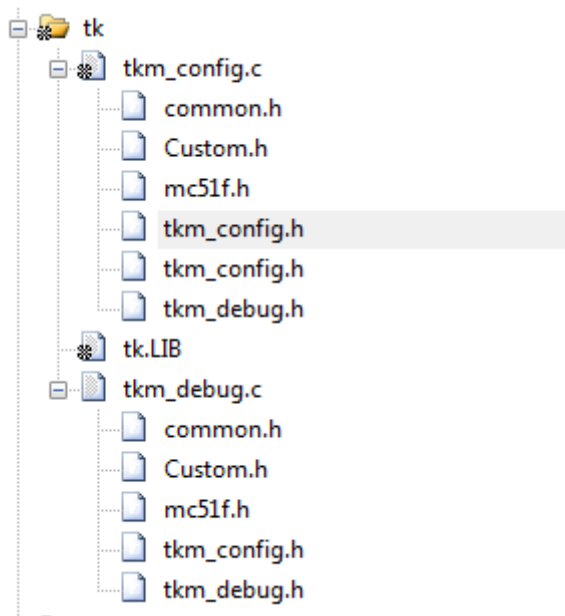 tk
tkm_config.c
common.h
Custom.h
mc51f.h
tkm_config.h
tkm_config.h
tkm_debug.h
tk.LIB
tkm_debug.c
common.h
Custom.h
mc51f.h
tkm_config.h
tkm_debug.h